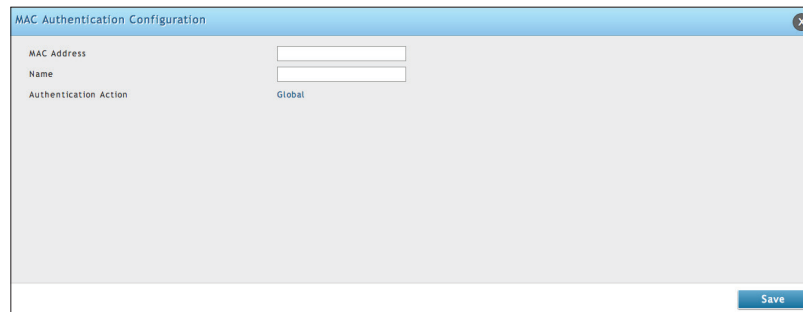 MAC Authentication Configuration
MAC Address
Name
Authentication Action Global
Save